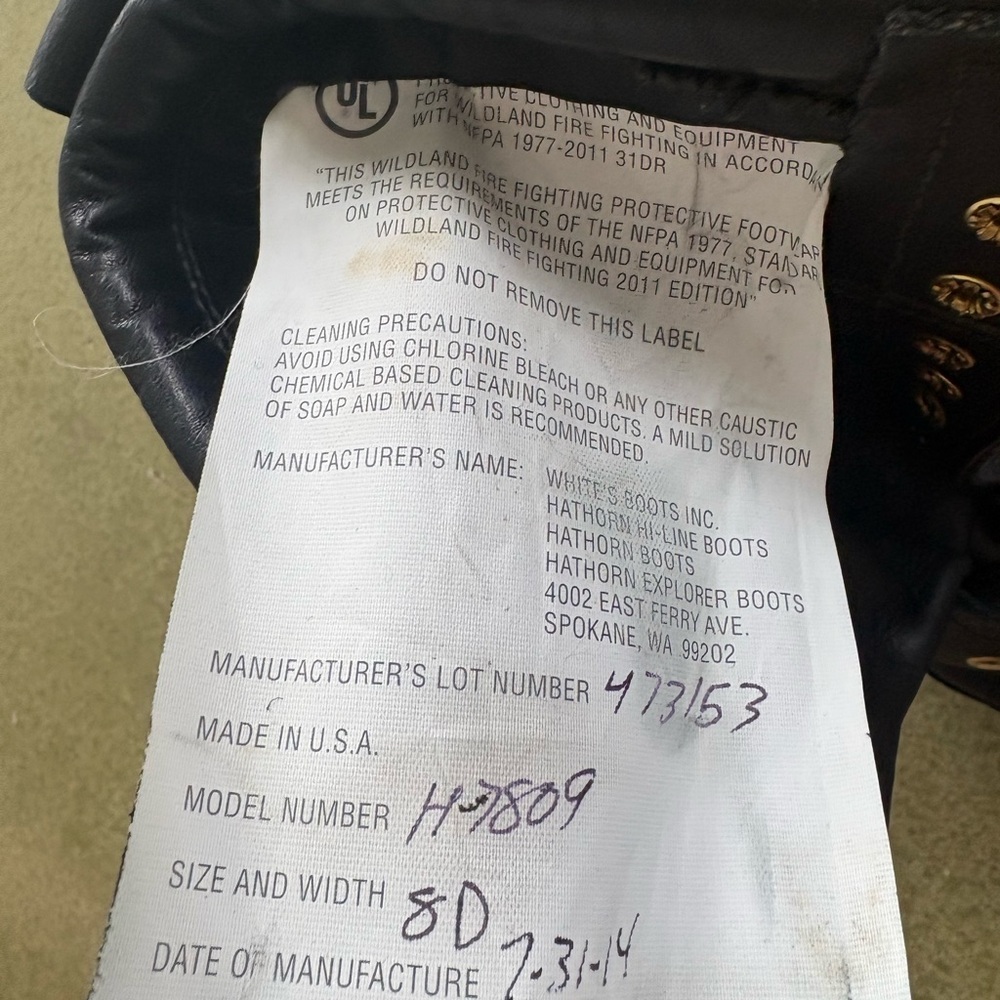 UL
CLOTHING AND EQUIPMENT
FOR WILDLAND FIRE FIGHTING IN
WITH NFPA 1977-2011 31DR
"THIS WILDLAND FIRE FIGHTING PROTECTIVE
MEETS THE REQUIREMENTS OF THE NFPA 1977,
ON PROTECTIVE CLOTHING AND EQUIPMENT FOR
WILDLAND FIRE FIGHTING 2011 EDITION"
DO NOT REMOVE THIS LABEL
CLEANING PRECAUTIONS:
AVOID USING CHLORINE BLEACH OR ANY OTHER CAUSTIC
CHEMICAL BASED CLEANING PRODUCTS. A MILD SOLUTION
OF SOAP AND WATER IS RECOMMENDED.
MANUFACTURER'S NAME: WHITE'S BOOTS INC.
HATHORN HI-LINE BOOTS
HATHORN BOOTS
HATHORN EXPLORER BOOTS
4002 EAST FERRY AVE.
SPOKANE, WA 99202
MANUFACTURER'S LOT NUMBER 473153
MADE IN U.S.A.
MODEL NUMBER H-7809
SIZE AND WIDTH 8D
DATE OF MANUFACTURE 7-31-14